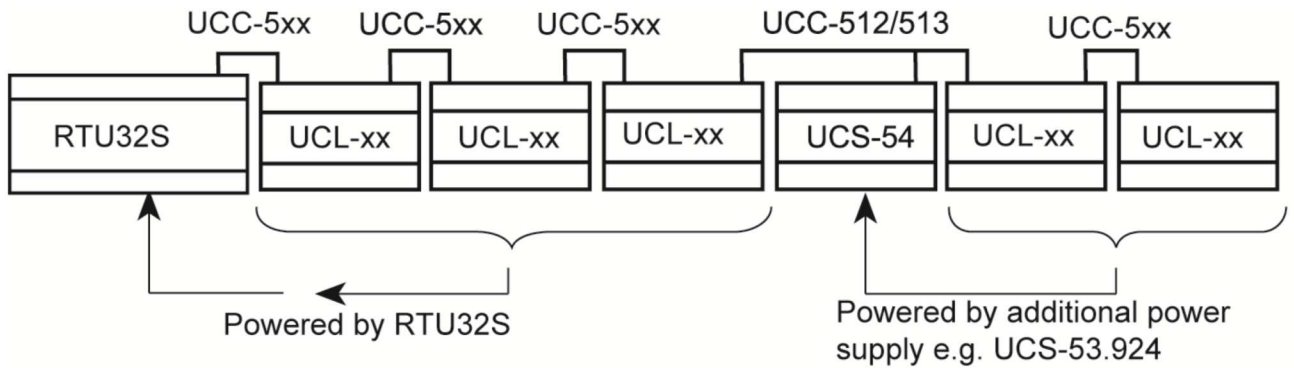 UCC-5xx
UCC-5xx
UCC-5xx
UCC-512/513
UCC-5xx
RTU32S
UCL-xx
UCL-xx
UCL-xx
UCS-54
UCL-xx
UCL-xx
Powered by RTU32S
Powered by additional power
supply e.g. UCS-53.924